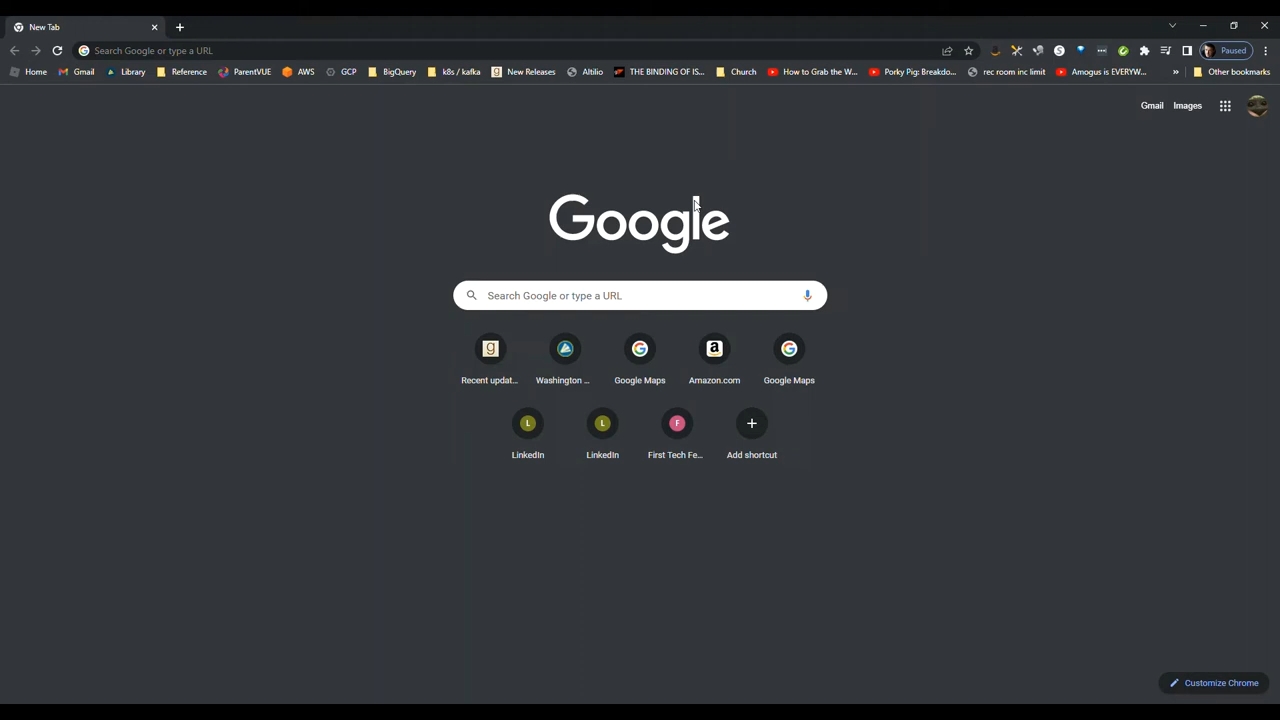 New Tab
Search Google or type a URL
Paused
Home Gmail Library Reference ParentVUE AWS GCP BigQuery k8s / kafka New Releases Altilio THE BINDING OF IS... Church How to Grab the W... Porky Pig: Breakdo... rec room inc limit Amogus is EVERYW... » Other bookmarks
Gmail Images
Google
Search Google or type a URL
g a
Recent updat... Washington ... Google Maps Amazon.com Google Maps
L L F
LinkedIn LinkedIn First Tech Fe... Add shortcut
Customize Chrome